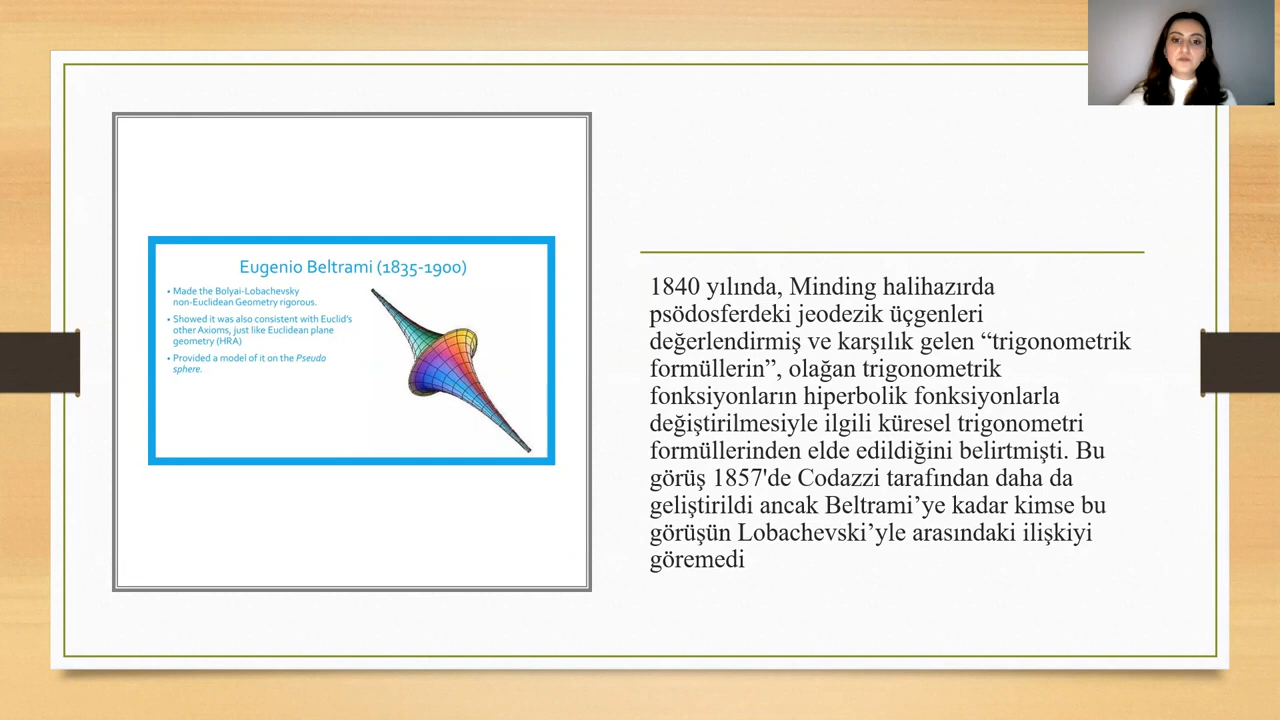 Eugenio Beltrami (1835-1900)
• Made the Bolyai-Lobachevsky
non-Euclidean Geometry rigorous.
• Showed it was also consistent with Euclid's
other Axioms, just like Euclidean plane
geometry (HRA)
• Provided a model of it on the Pseudo
sphere.
1840 yılında, Minding halihazırda
psödosferdeki jeodezik üçgenleri
değerlendirmiş ve karşılık gelen “trigonometrik
formüllerin”, olağan trigonometrik
fonksiyonların hiperbolik fonksiyonlarla
değiştirilmesiyle ilgili küresel trigonometri
formüllerinden elde edildiğini belirtmişti. Bu
görüş 1857'de Codazzi tarafından daha da
geliştirildi ancak Beltrami’ye kadar kimse bu
görüşün Lobachevski’yle arasındaki ilişkiyi
göremedi